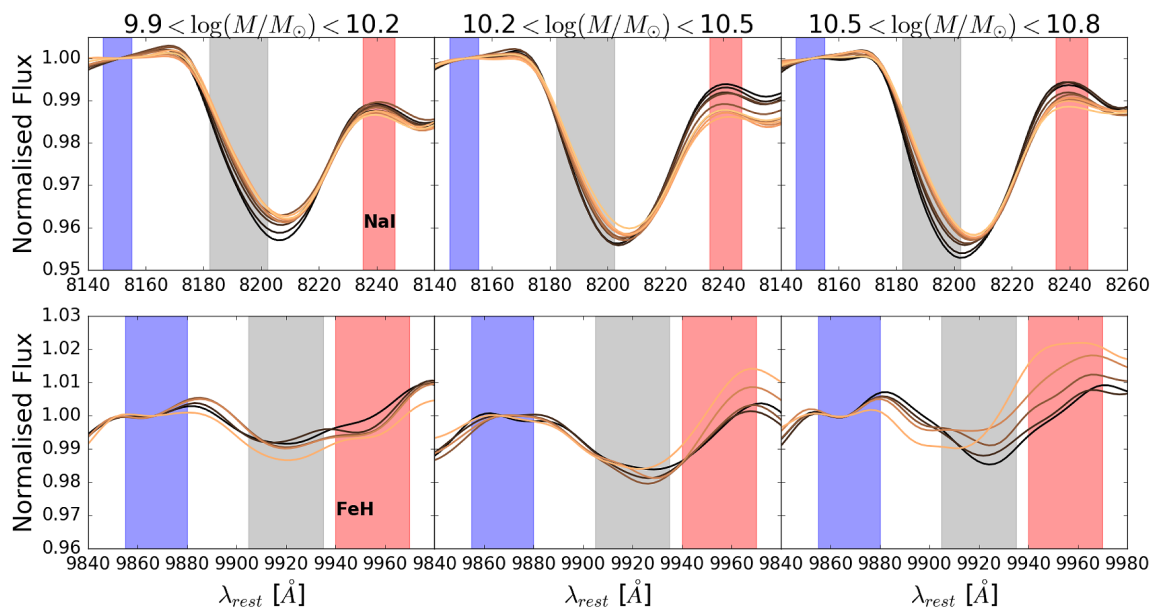 9.9 < log(M/M⊙) < 10.2 10.2 < log(M/M⊙) < 10.5 10.5 < log(M/M⊙) < 10.8
Normalised Flux
1.00
0.99
0.98
0.97
0.96
0.95
NaI
8140 8160 8180 8200 8220 8240 8140 8160 8180 8200 8220 8240 8140 8160 8180 8200 8220 8240 8260
Normalised Flux
1.03
1.02
1.01
1.00
0.99
0.98
0.97
0.96
FeH
9840 9860 9880 9900 9920 9940 9960 9840 9860 9880 9900 9920 9940 9960 9840 9860 9880 9900 9920 9940 9960 9980
λrest [Å] λrest [Å] λrest [Å]